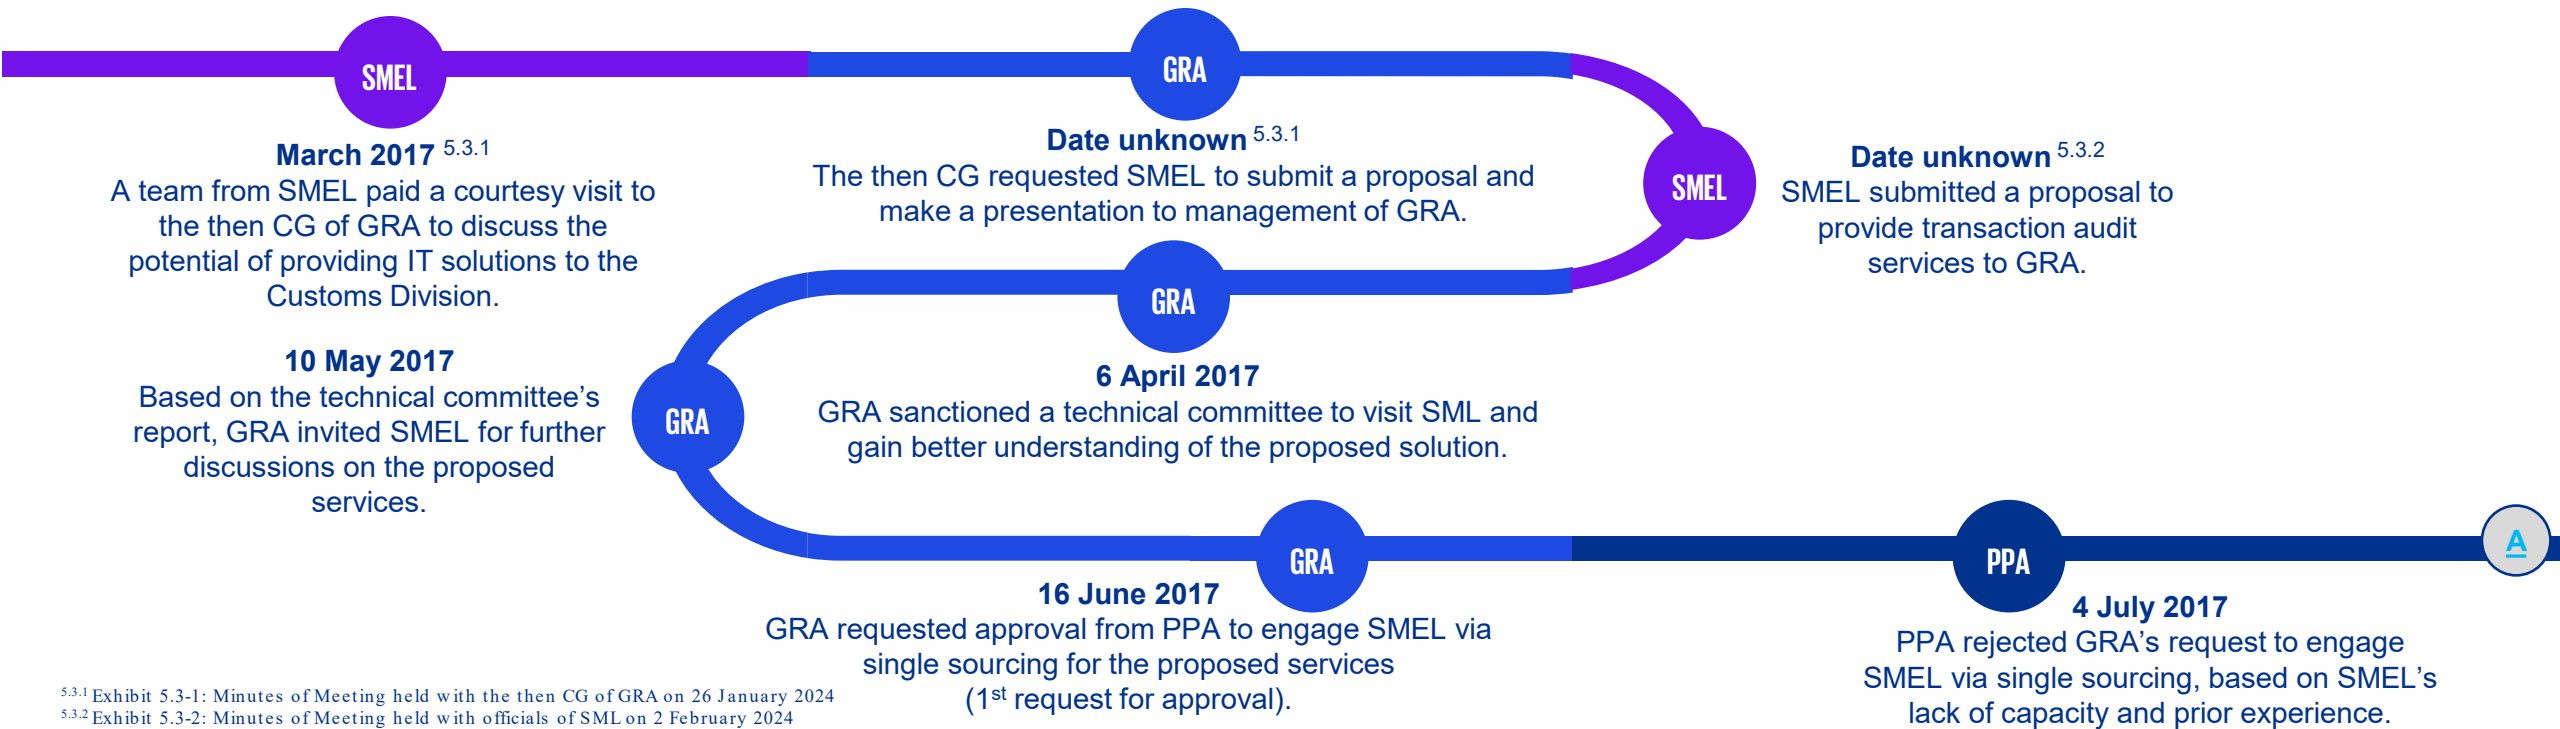 SMEL
March 2017 5.3.1
A team from SMEL paid a courtesy visit to
the then CG of GRA to discuss the
potential of providing IT solutions to the
Customs Division.
GRA
Date unknown 5.3.1
The then CG requested SMEL to submit a proposal and
make a presentation to management of GRA.
SMEL
Date unknown 5.3.2
SMEL submitted a proposal to
provide transaction audit
services to GRA.
GRA
6 April 2017
GRA sanctioned a technical committee to visit SML and
gain better understanding of the proposed solution.
GRA
10 May 2017
Based on the technical committee’s
report, GRA invited SMEL for further
discussions on the proposed
services.
GRA
16 June 2017
GRA requested approval from PPA to engage SMEL via
single sourcing for the proposed services
(1st request for approval).
PPA
4 July 2017
PPA rejected GRA’s request to engage
SMEL via single sourcing, based on SMEL’s
lack of capacity and prior experience.
A
5.3.1 Exhibit 5.3-1: Minutes of Meeting held with the then CG of GRA on 26 January 2024
5.3.2 Exhibit 5.3-2: Minutes of Meeting held with officials of SML on 2 February 2024